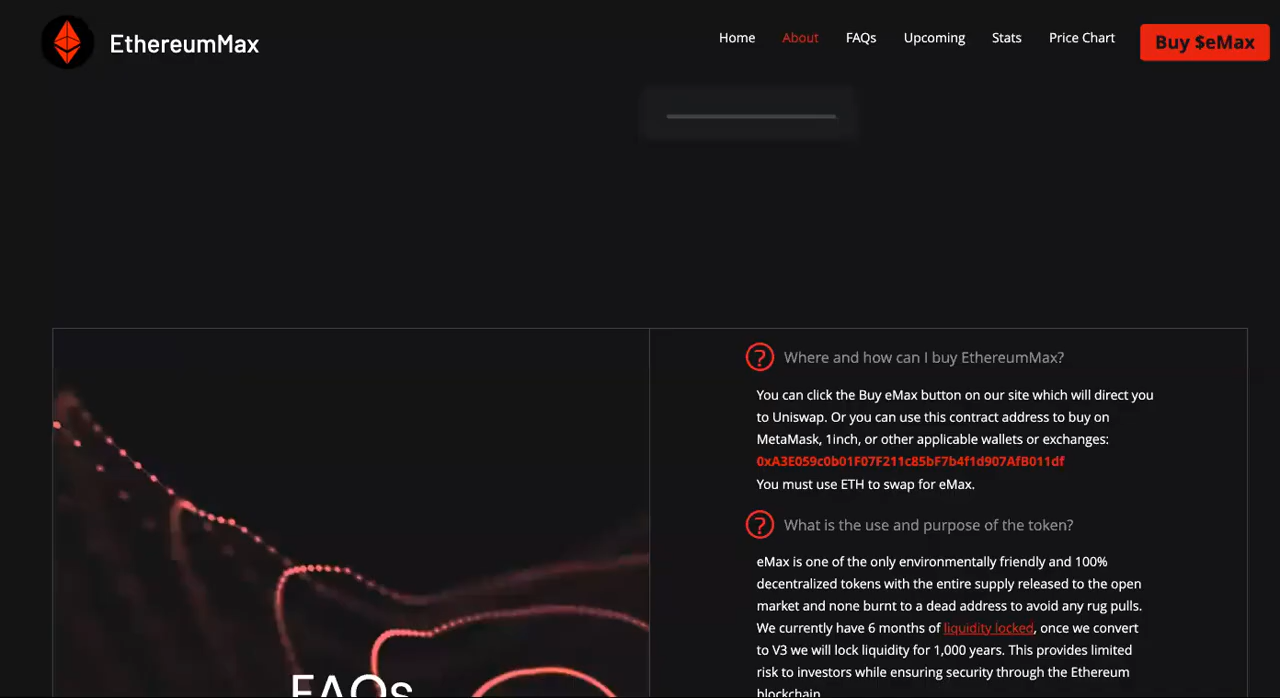 EthereumMax
Home About FAQs Upcoming Stats Price Chart Buy $eMax
Where and how can I buy EthereumMax?
You can click the Buy eMax button on our site which will direct you
to Uniswap. Or you can use this contract address to buy on
MetaMask, 1inch, or other applicable wallets or exchanges:
0xA3E059c0b01F07F211c85bF7b4f1d907AfB011df
You must use ETH to swap for eMax.
What is the use and purpose of the token?
eMax is one of the only environmentally friendly and 100%
decentralized tokens with the entire supply released to the open
market and none burnt to a dead address to avoid any rug pulls.
We currently have 6 months of liquidity locked, once we convert
to V3 we will lock liquidity for 1,000 years. This provides limited
risk to investors while ensuring security through the Ethereum
blockchain.
FAQs